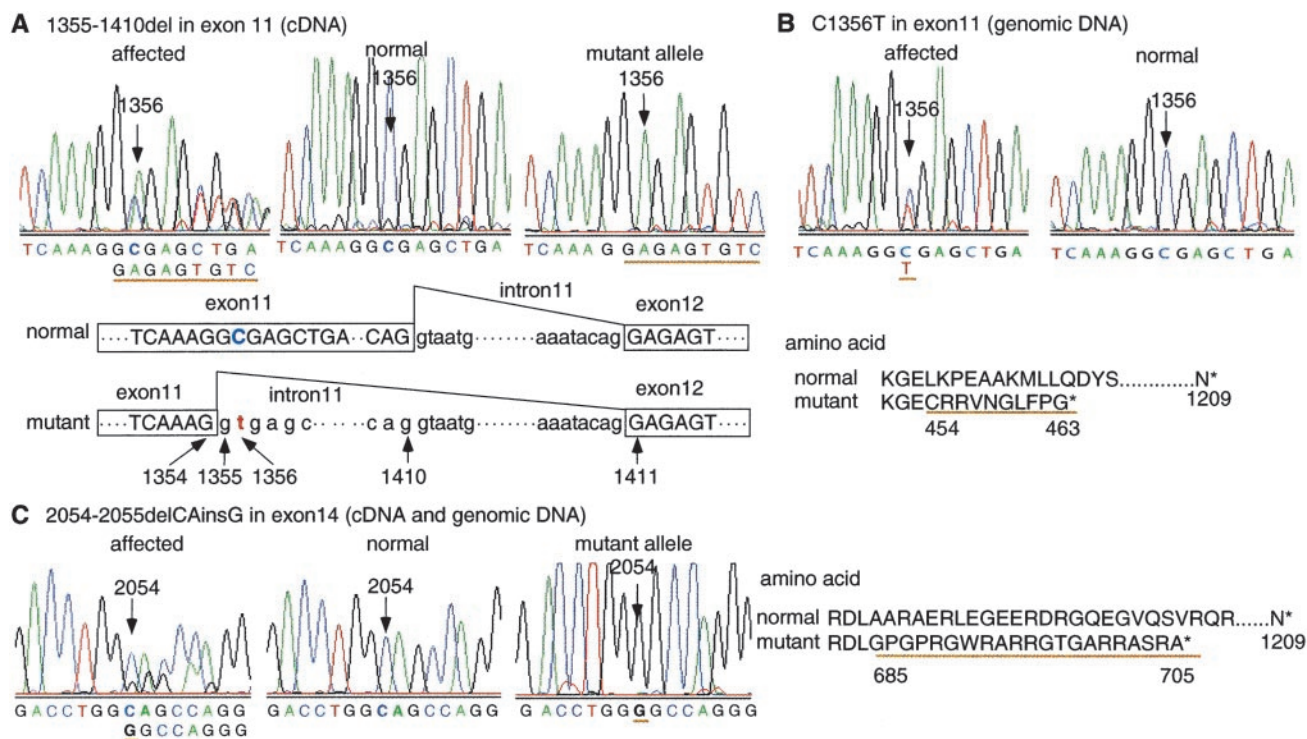 A 1355-1410del in exon 11 (cDNA)
affected
normal
mutant allele
1356
1356
1356
TCAAAGGCGAGCTGA
GAGAGTGTC
TCAAAGGCGAGCTGA
TCAAAG GAGAGTGTC
B C1356T in exon11 (genomic DNA)
affected
normal
1356
1356
TCAAAGGCGAGCTGA
T
TCAAAGGCGAGCTGA
exon11
intron11
exon12
normal
····TCAAAGGCGAGCTGA··CAG gtaatg········aaatacag GAGAGT····
exon11
intron11
exon12
mutant
····TCAAAG g t g a g c ······ c a g gtaatg········aaatacag GAGAGT····
1354 1355 1356 1410 1411
amino acid
normal KGELKPEAAKMLLQDYS.............N*
mutant KGECRRVNGLFPG* 1209
454 463
C 2054-2055delCAinsG in exon14 (cDNA and genomic DNA)
affected
normal
mutant allele
2054
2054
2054
GACCTGGCAGCCAGG
GGCCAGGG
GACCTGGCAGCCAGG
GACCTGGGGCCAGGG
amino acid
normal RDLAARAERLEGEERDRGQEGVQSVRQR......N*
mutant RDLGPGPRGWRARRGTGARRASRA* 1209
685 705